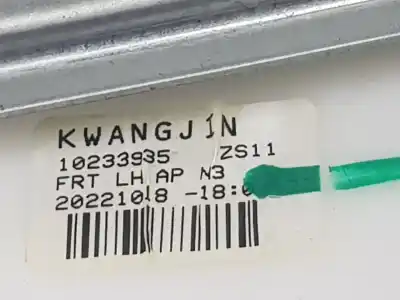 KWANGJIN
10233935 ZS11
FRT LH AP N3
20221018 -18:0